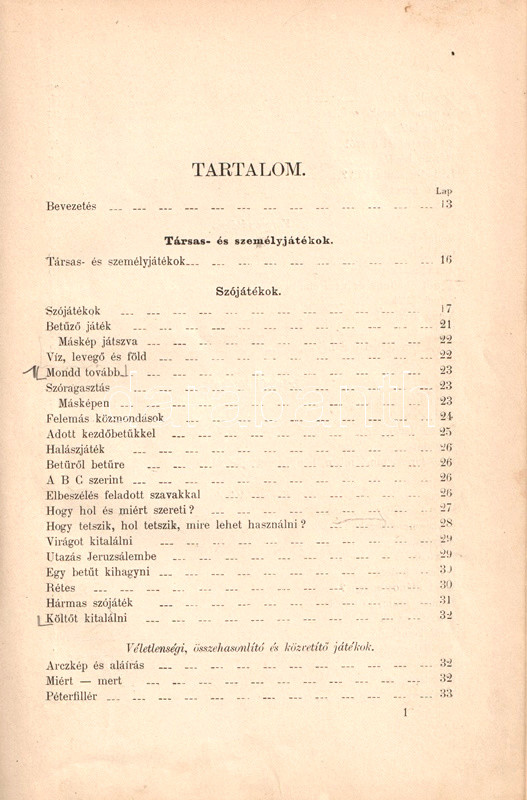 TARTALOM.
Lap
Bevezetés 13
Társas- és személyjátékok.
Társas- és személyjátékok 16
Szójátékok.
Szójátékok 17
Betűző játék 21
Máskép játszva 22
Víz, levegő és föld 22
Mondd tovább 23
Szóragasztás 23
Másképen 23
Felemás közmondások 24
Adott kezdőbetűkkel 25
Halászjáték 26
Betűről betűre 26
A B C szerint 26
Elbeszélés feladott szavakkal 26
Hogy hol és miért szereti? 27
Hogy tetszik, hol tetszik, mire lehet használni? 28
Virágot kitalálni 29
Utazás Jeruzsálembe 29
Egy betűt kihagyni 30
Rétes 30
Hármas szójáték 31
Költőt kitalálni 32
Véletlenségi, összehasonlító és közvetítő játékok.
Arczkép és aláírás 32
Miért — mert 32
Péterfillér 33
1